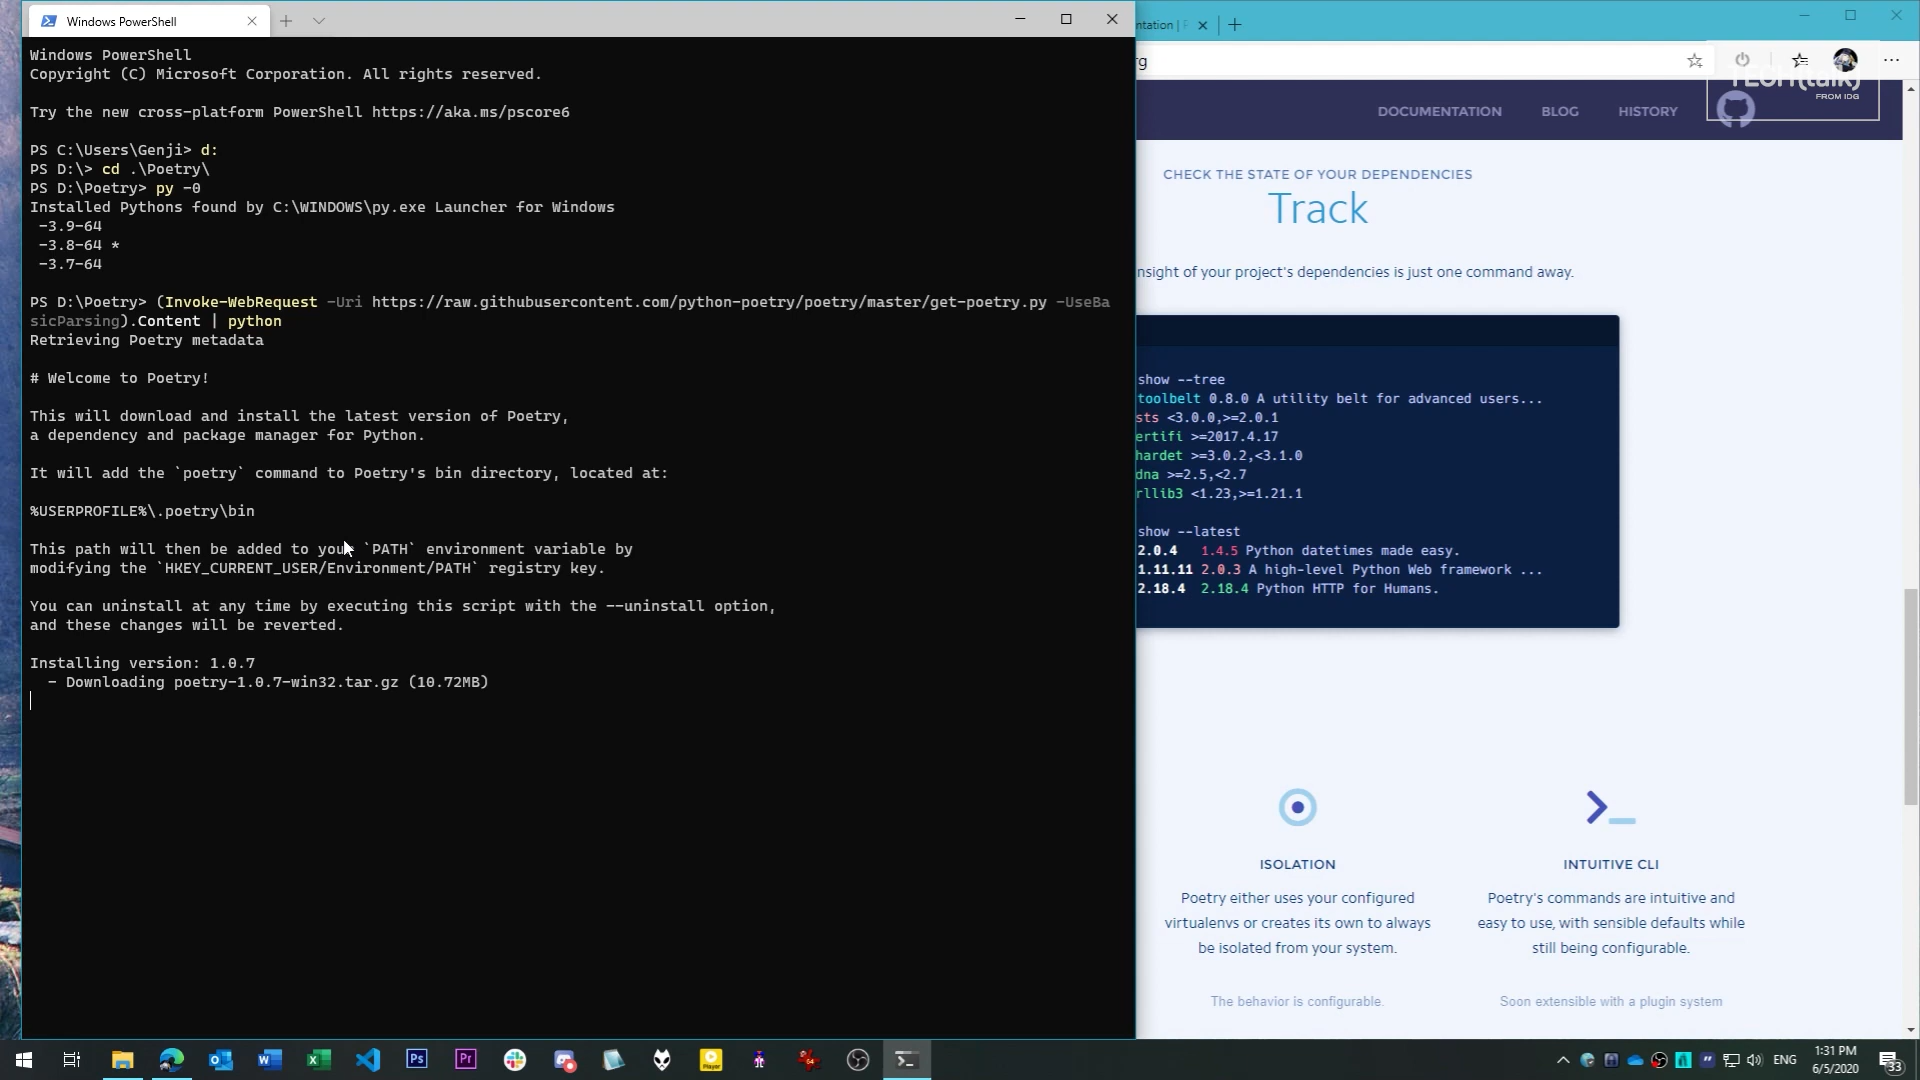 Windows PowerShell
Windows PowerShell
Copyright (C) Microsoft Corporation. All rights reserved.
Try the new cross-platform PowerShell https://aka.ms/pscore6
PS C:\Users\Genji> d:
PS D:\> cd .\Poetry\
PS D:\Poetry> py -0
Installed Pythons found by C:\WINDOWS\py.exe Launcher for Windows
-3.9-64
-3.8-64 *
-3.7-64
PS D:\Poetry> (Invoke-WebRequest -Uri https://raw.githubusercontent.com/python-poetry/poetry/master/get-poetry.py -UseBa
sicParsing).Content | python
Retrieving Poetry metadata
# Welcome to Poetry!
This will download and install the latest version of Poetry,
a dependency and package manager for Python.
It will add the `poetry` command to Poetry's bin directory, located at:
%USERPROFILE%\.poetry\bin
This path will then be added to your `PATH` environment variable by
modifying the `HKEY_CURRENT_USER/Environment/PATH` registry key.
You can uninstall at any time by executing this script with the --uninstall option,
and these changes will be reverted.
Installing version: 1.0.7
- Downloading poetry-1.0.7-win32.tar.gz (10.72MB)
ntation |
rg
TECH(talk)
FROM IDG
DOCUMENTATION BLOG HISTORY
CHECK THE STATE OF YOUR DEPENDENCIES
Track
nsight of your project's dependencies is just one command away.
show --tree
toolbelt 0.8.0 A utility belt for advanced users...
sts <3.0.0,>=2.0.1
ertifi >=2017.4.17
hardet >=3.0.2,<3.1.0
dna >=2.5,<2.7
rllib3 <1.23,>=1.21.1
show --latest
2.0.4 1.4.5 Python datetimes made easy.
1.11.11 2.0.3 A high-level Python Web framework ...
2.18.4 2.18.4 Python HTTP for Humans.
ISOLATION
Poetry either uses your configured
virtualenvs or creates its own to always
be isolated from your system.
The behavior is configurable.
INTUITIVE CLI
Poetry's commands are intuitive and
easy to use, with sensible defaults while
still being configurable.
Soon extensible with a plugin system
Ps
Pr
Player
ENG
1:31 PM
6/5/2020
33